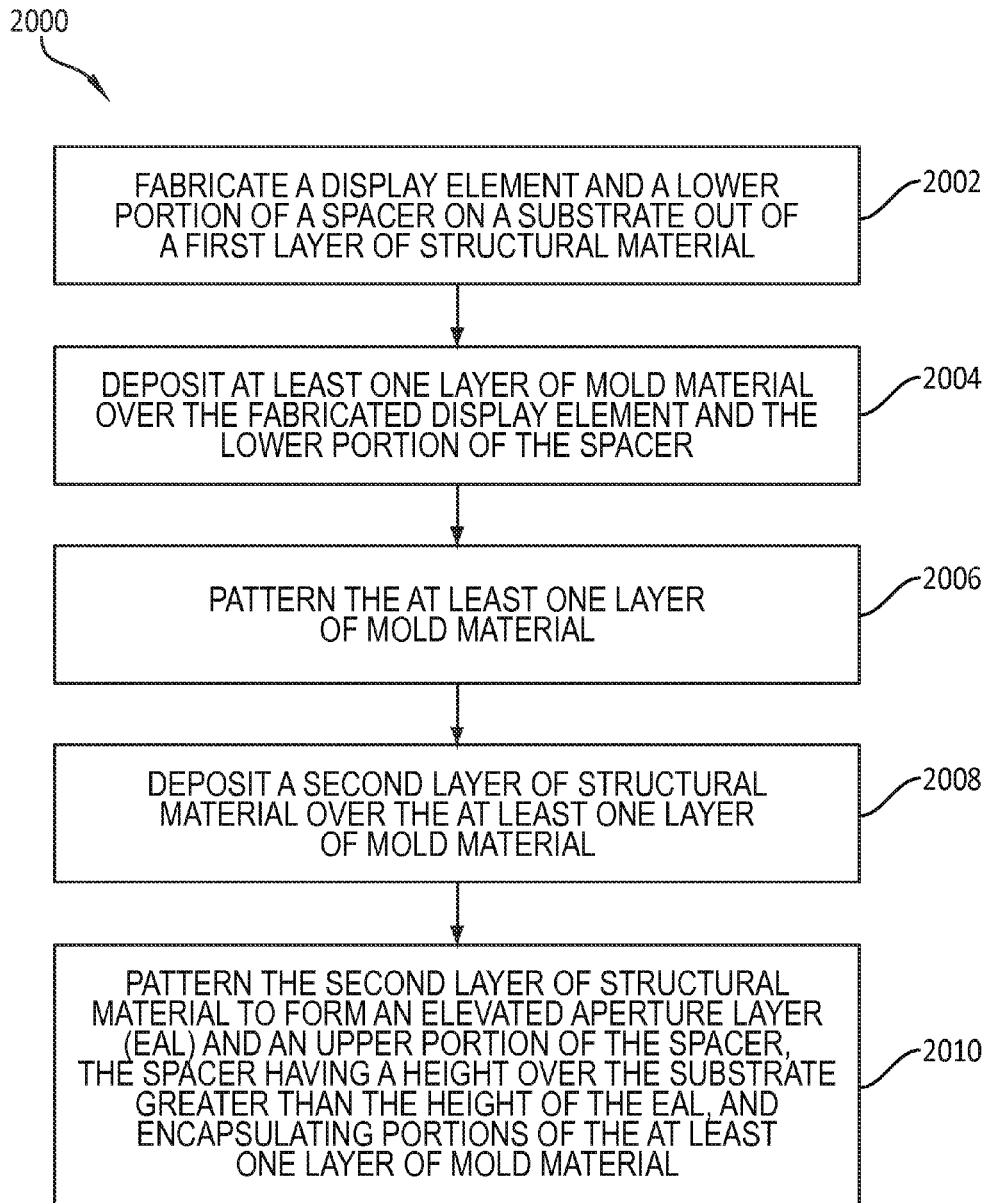 2000
FABRICATE A DISPLAY ELEMENT AND A LOWER
PORTION OF A SPACER ON A SUBSTRATE OUT OF
A FIRST LAYER OF STRUCTURAL MATERIAL
2002
DEPOSIT AT LEAST ONE LAYER OF MOLD MATERIAL
OVER THE FABRICATED DISPLAY ELEMENT AND THE
LOWER PORTION OF THE SPACER
2004
PATTERN THE AT LEAST ONE LAYER
OF MOLD MATERIAL
2006
DEPOSIT A SECOND LAYER OF STRUCTURAL
MATERIAL OVER THE AT LEAST ONE LAYER
OF MOLD MATERIAL
2008
PATTERN THE SECOND LAYER OF STRUCTURAL
MATERIAL TO FORM AN ELEVATED APERTURE LAYER
(EAL) AND AN UPPER PORTION OF THE SPACER,
THE SPACER HAVING A HEIGHT OVER THE SUBSTRATE
GREATER THAN THE HEIGHT OF THE EAL, AND
ENCAPSULATING PORTIONS OF THE AT LEAST
ONE LAYER OF MOLD MATERIAL
2010